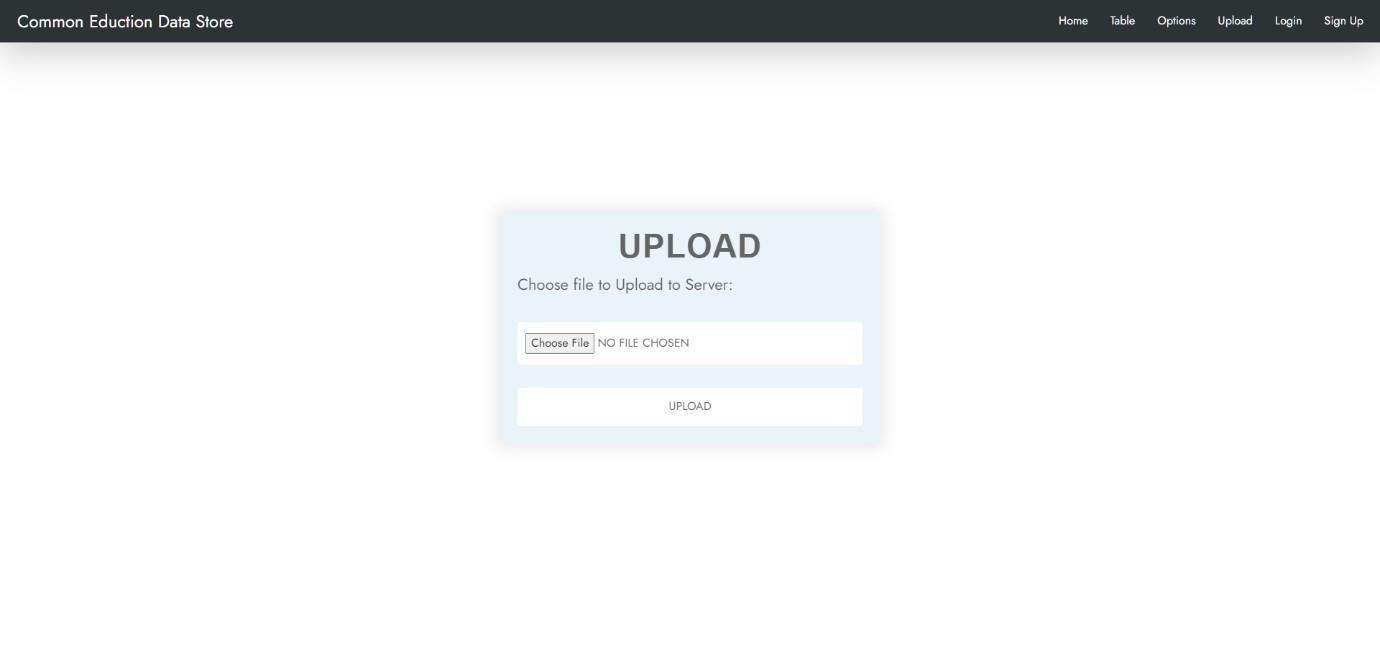 Common Eduction Data Store
Home Table Options Upload Login Sign Up
UPLOAD
Choose file to Upload to Server:
Choose File NO FILE CHOSEN
UPLOAD